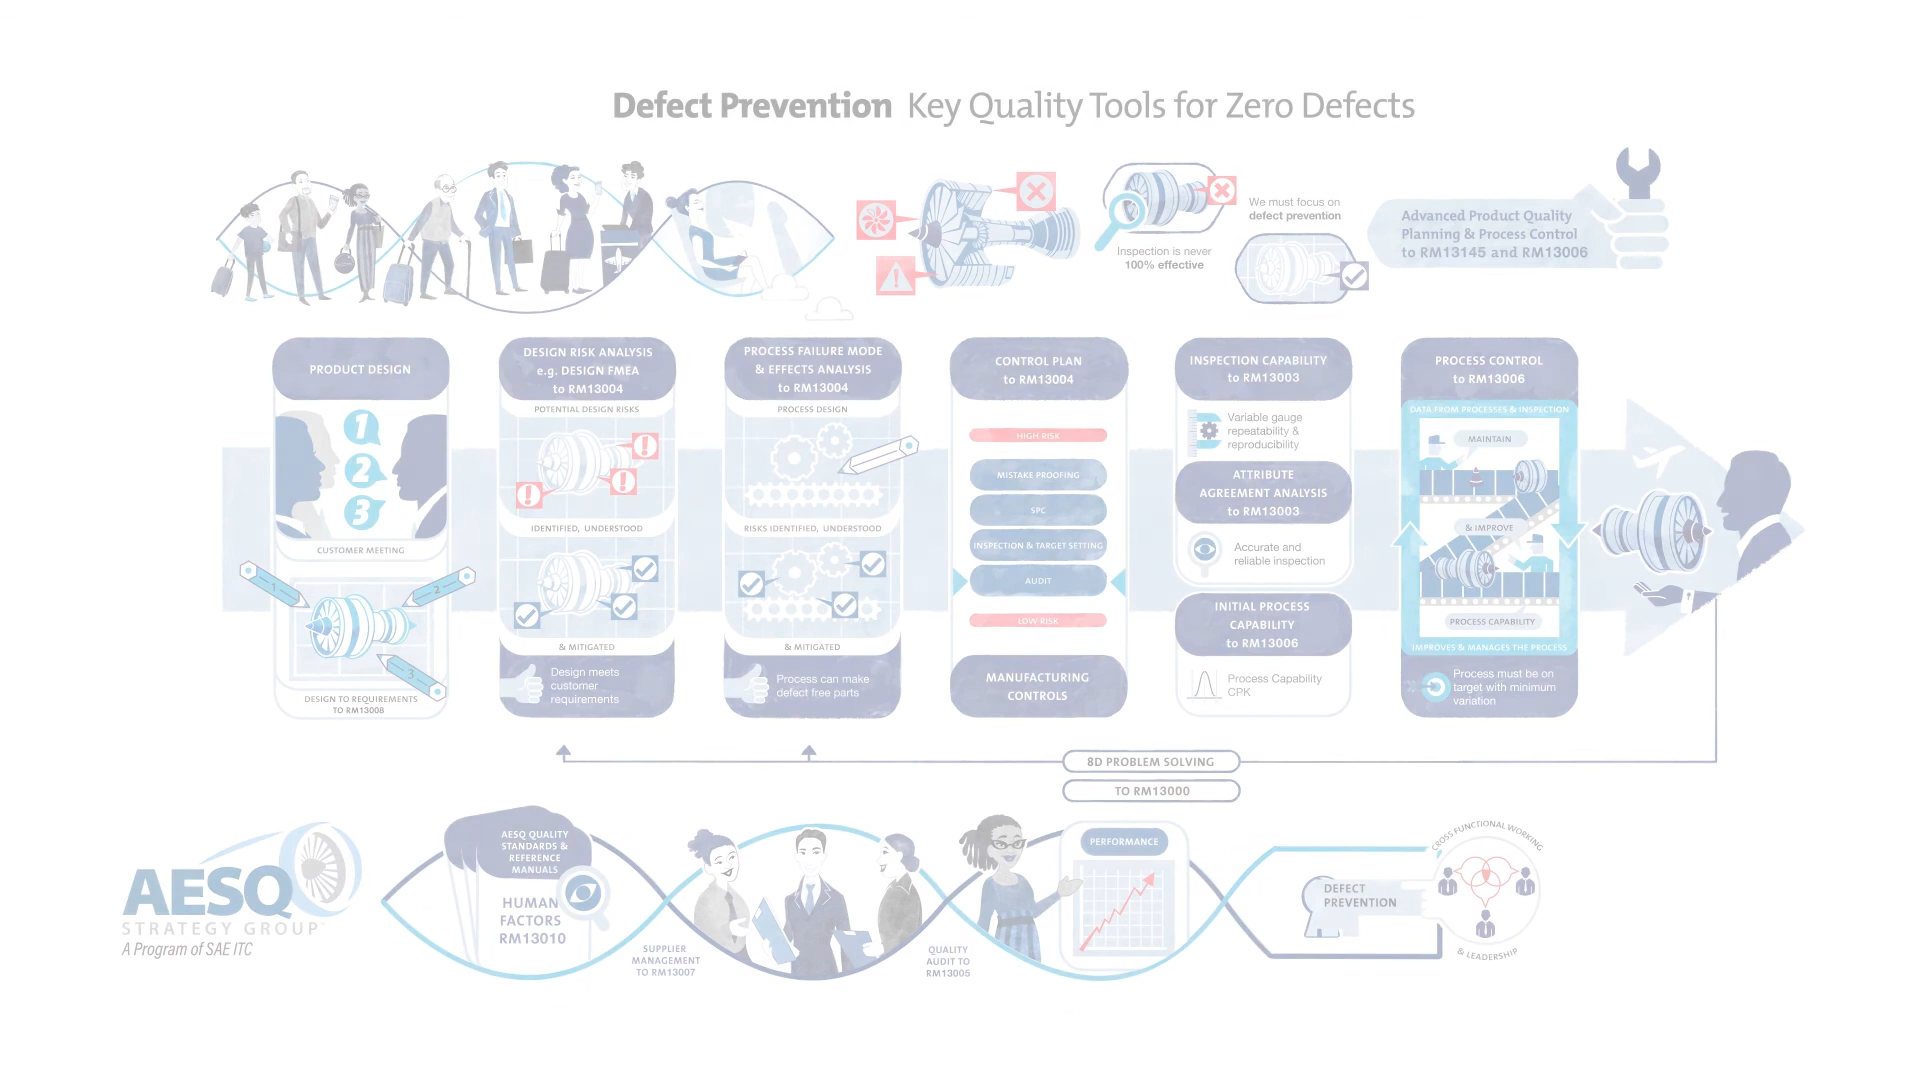 Defect Prevention Key Quality Tools for Zero Defects
Inspection is never
100% effective
We must focus on
defect prevention
Advanced Product Quality
Planning & Process Control
to RM13145 and RM13006
PRODUCT DESIGN
1
2
3
CUSTOMER MEETING
1
2
3
DESIGN TO REQUIREMENTS
TO RM13008
DESIGN RISK ANALYSIS
e.g. DESIGN FMEA
to RM13004
POTENTIAL DESIGN RISKS
IDENTIFIED, UNDERSTOOD
& MITIGATED
Design meets
customer
requirements
PROCESS FAILURE MODE
& EFFECTS ANALYSIS
to RM13004
PROCESS DESIGN
RISKS IDENTIFIED, UNDERSTOOD
& MITIGATED
Process can make
defect free parts
CONTROL PLAN
to RM13004
HIGH RISK
MISTAKE PROOFING
SPC
INSPECTION & TARGET SETTING
AUDIT
LOW RISK
MANUFACTURING
CONTROLS
INSPECTION CAPABILITY
to RM13003
Variable gauge
repeatability &
reproducibility
ATTRIBUTE
AGREEMENT ANALYSIS
to RM13003
Accurate and
reliable inspection
INITIAL PROCESS
CAPABILITY
to RM13006
Process Capability
CPK
PROCESS CONTROL
to RM13006
DATA FROM PROCESSES & INSPECTION
MAINTAIN
& IMPROVE
PROCESS CAPABILITY
IMPROVES & MANAGES THE PROCESS
Process must be on
target with minimum
variation
8D PROBLEM SOLVING
TO RM13000
AESQ
STRATEGY GROUP
A Program of SAE ITC
AESQ QUALITY
STANDARDS &
REFERENCE
MANUALS
HUMAN
FACTORS
RM13010
SUPPLIER
MANAGEMENT
TO RM13007
QUALITY
AUDIT TO
RM13005
PERFORMANCE
DEFECT
PREVENTION
CROSS FUNCTIONAL WORKING
& LEADERSHIP